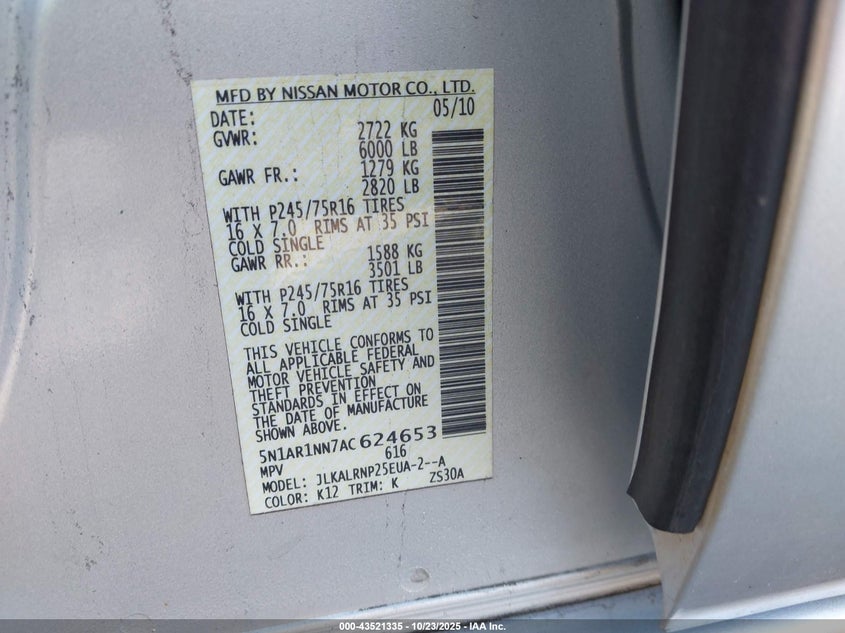 MFD BY NISSAN MOTOR CO., LTD.
DATE: 05/10
GVWR: 2722 KG
6000 LB
GAWR FR.: 1279 KG
2820 LB
WITH P245/75R16 TIRES
16 X 7.0 RIMS AT 35 PSI
COLD SINGLE
GAWR RR.: 1588 KG
3501 LB
WITH P245/75R16 TIRES
16 X 7.0 RIMS AT 35 PSI
COLD SINGLE
THIS VEHICLE CONFORMS TO
ALL APPLICABLE FEDERAL
MOTOR VEHICLE SAFETY AND
THEFT PREVENTION
STANDARDS IN EFFECT ON
THE DATE OF MANUFACTURE
SHOWN ABOVE.
5N1AR1NN7AC624653
MPV 616
MODEL: JLKALRNP25EUA-2--A
COLOR: K12 TRIM: K ZS30A
000-43521335 - 10/23/2025 - IAA Inc.